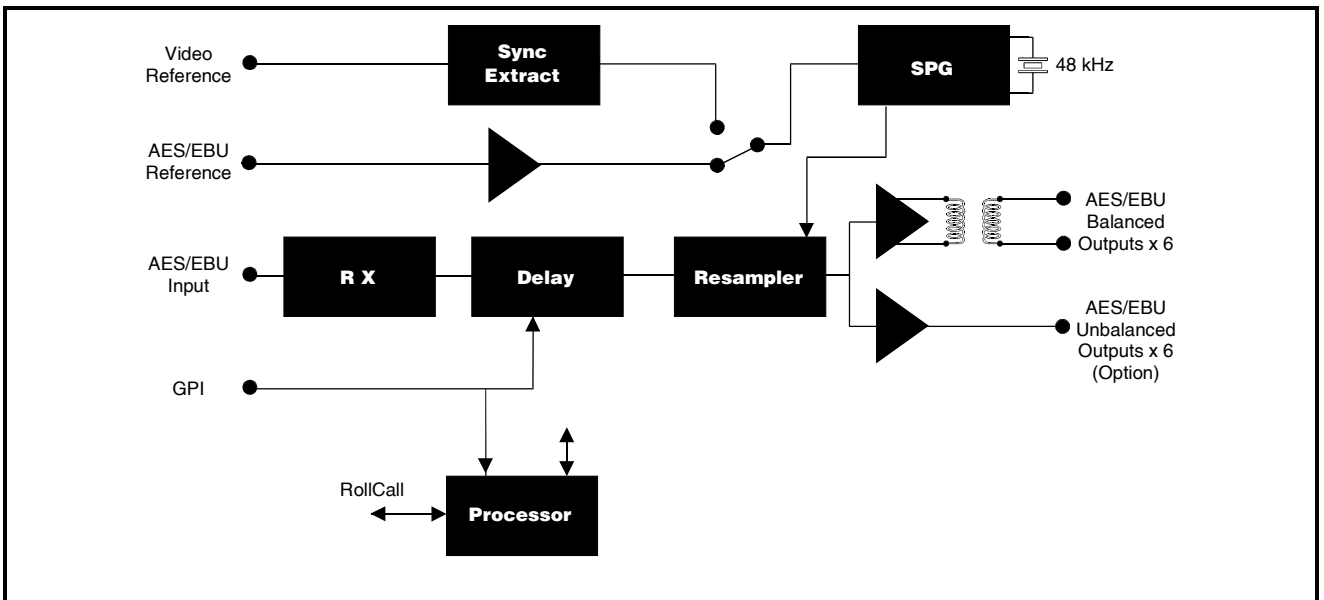 Video
Reference
Sync
Extract
SPG
48 kHz
AES/EBU
Reference
AES/EBU
Balanced
Outputs x 6
AES/EBU
Input
R X
Delay
Resampler
AES/EBU
Unbalanced
Outputs x 6
(Option)
GPI
RollCall
Processor